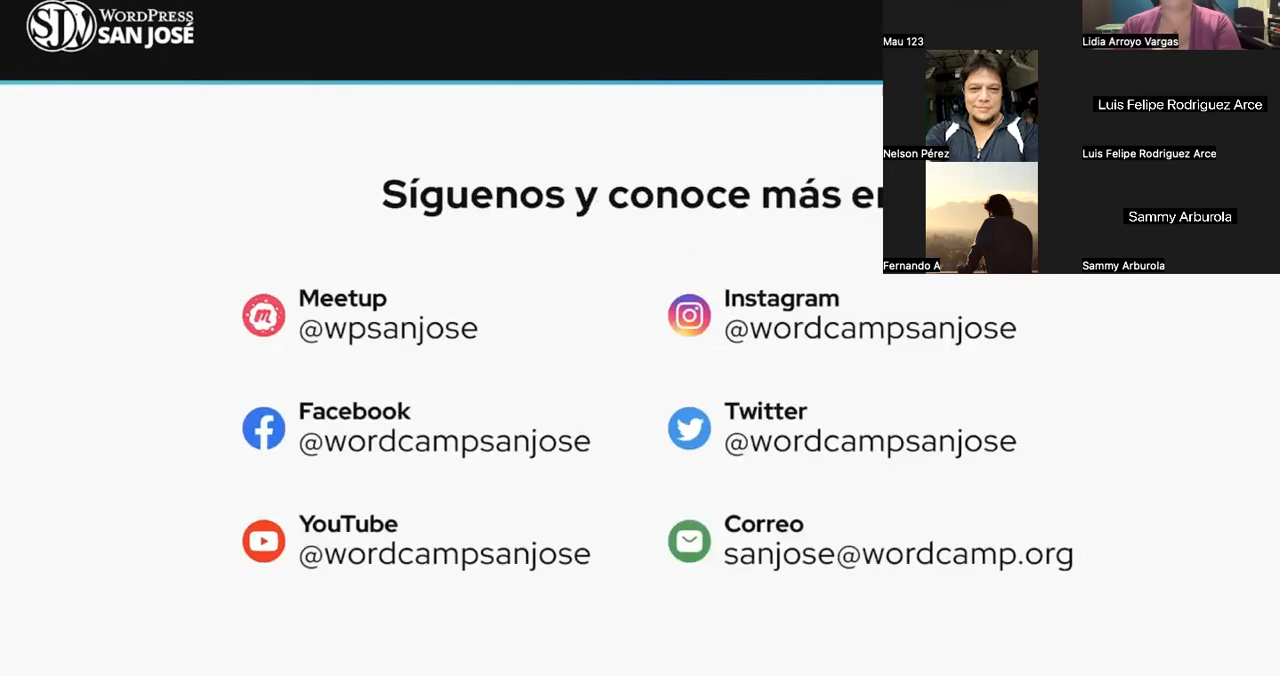 WORDPRESS
SAN JOSÉ
Mau 123
Lidia Arroyo Vargas
Luis Felipe Rodriguez Arce
Nelson Pérez
Luis Felipe Rodriguez Arce
Síguenos y conoce más
Sammy Arburola
Fernando A
Sammy Arburola
Meetup
@wpsanjose
Instagram
@wordcampsanjose
Facebook
@wordcampsanjose
Twitter
@wordcampsanjose
YouTube
@wordcampsanjose
Correo
sanjose@wordcamp.org